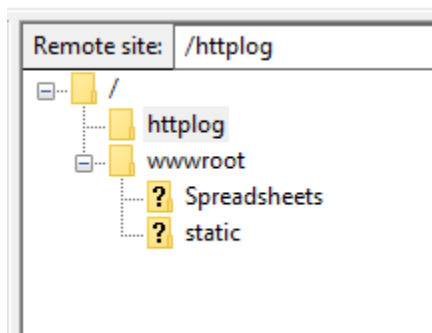 Remote site: /httplog
/
httplog
wwwroot
? Spreadsheets
? static